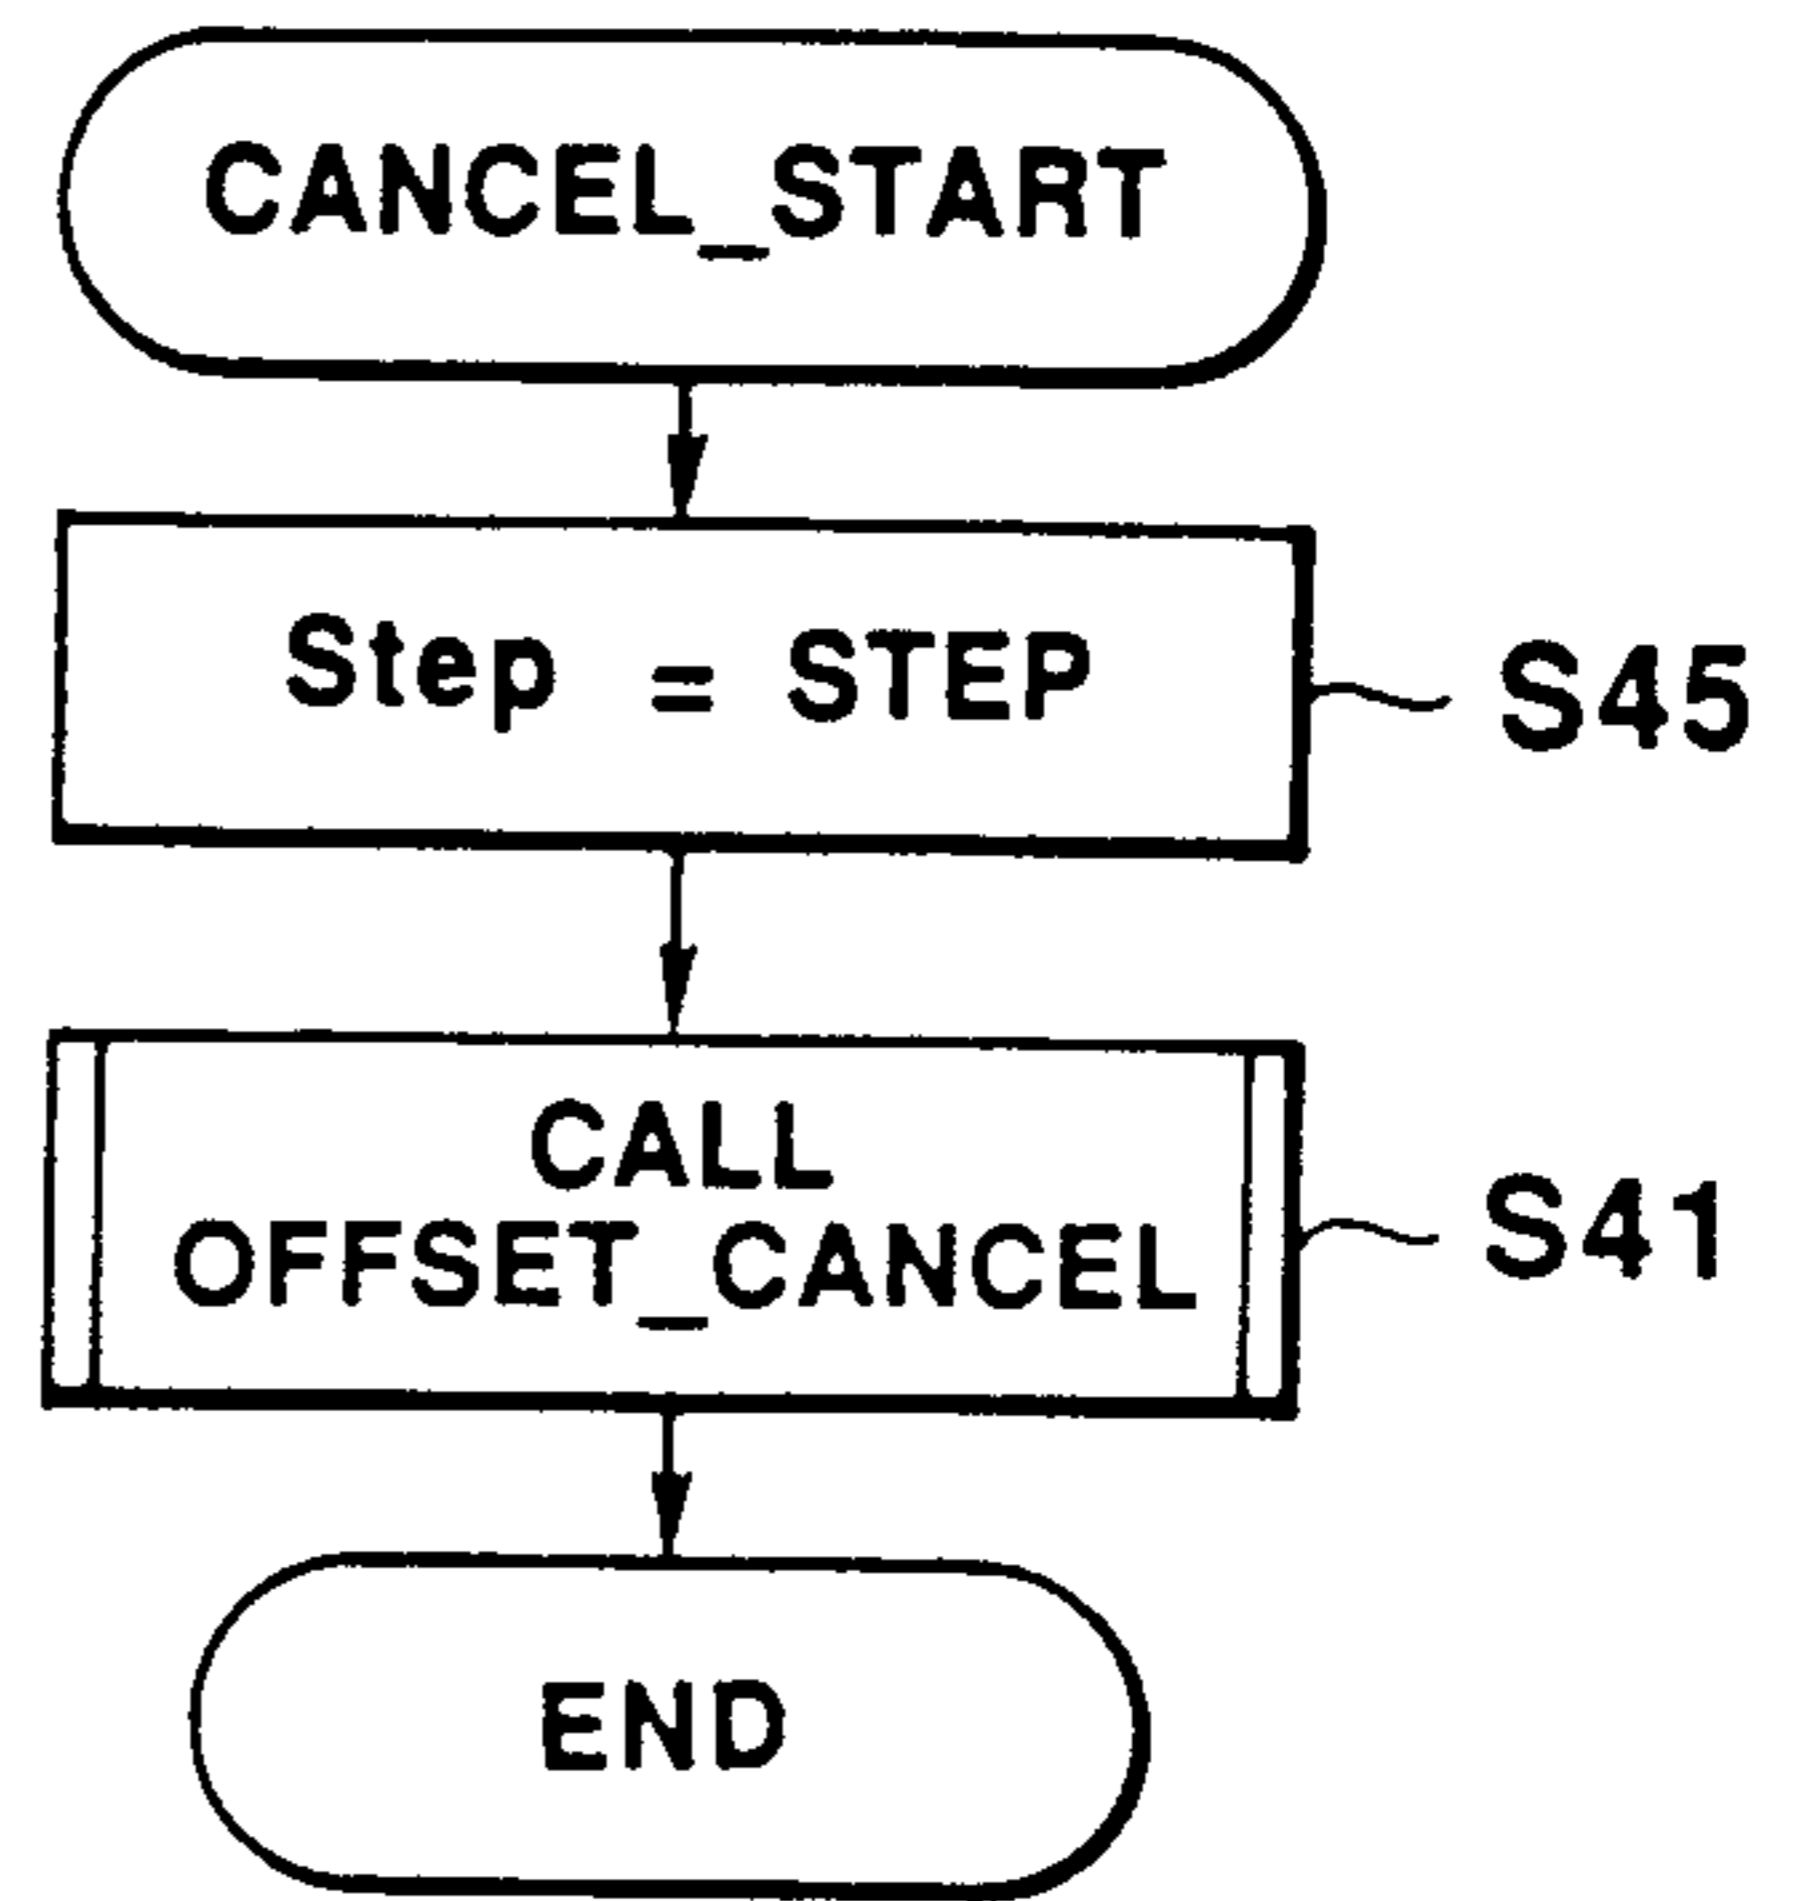 CANCEL_START
Step = STEP
S45
CALL
OFFSET_CANCEL
S41
END